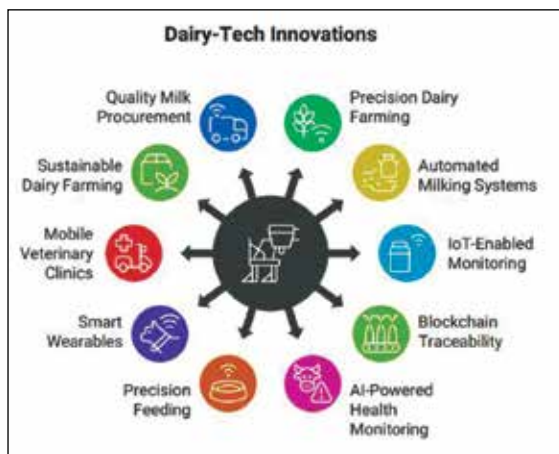 Dairy-Tech Innovations
Quality Milk
Procurement
Precision Dairy
Farming
Sustainable
Dairy Farming
Automated
Milking Systems
Mobile
Veterinary
Clinics
IoT-Enabled
Monitoring
Smart
Wearables
Blockchain
Traceability
Precision
Feeding
AI-Powered
Health
Monitoring